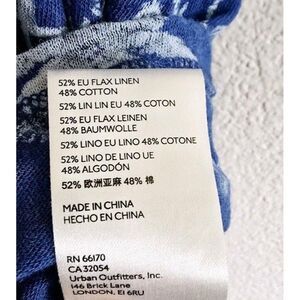 52% EU FLAX LINEN
48% COTTON
52% LIN LIN EU 48% COTON
52% EU FLAX LEINEN
48% BAUMWOLLE
52% LINO EU LINO 48% COTONE
52% LINO DE LINO UE
48% ALGODÓN
52% 欧洲亚麻 48% 棉
MADE IN CHINA
HECHO EN CHINA
RN 66170
CA 32054
Urban Outfitters, Inc.
146 Brick Lane
LONDON, E1 6RU